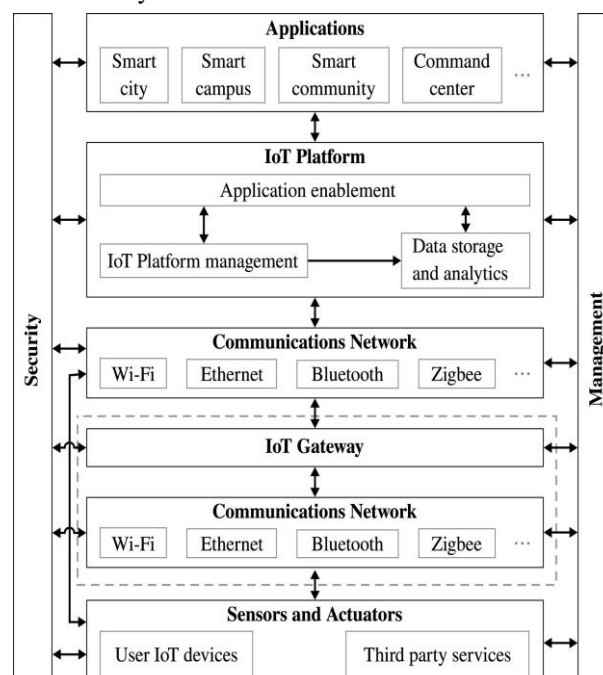 Applications
Smart city
Smart campus
Smart community
Command center
...
IoT Platform
Application enablement
IoT Platform management
Data storage and analytics
Communications Network
Wi-Fi
Ethernet
Bluetooth
Zigbee
...
IoT Gateway
Communications Network
Wi-Fi
Ethernet
Bluetooth
Zigbee
...
Sensors and Actuators
User IoT devices
Third party services
Security
Management